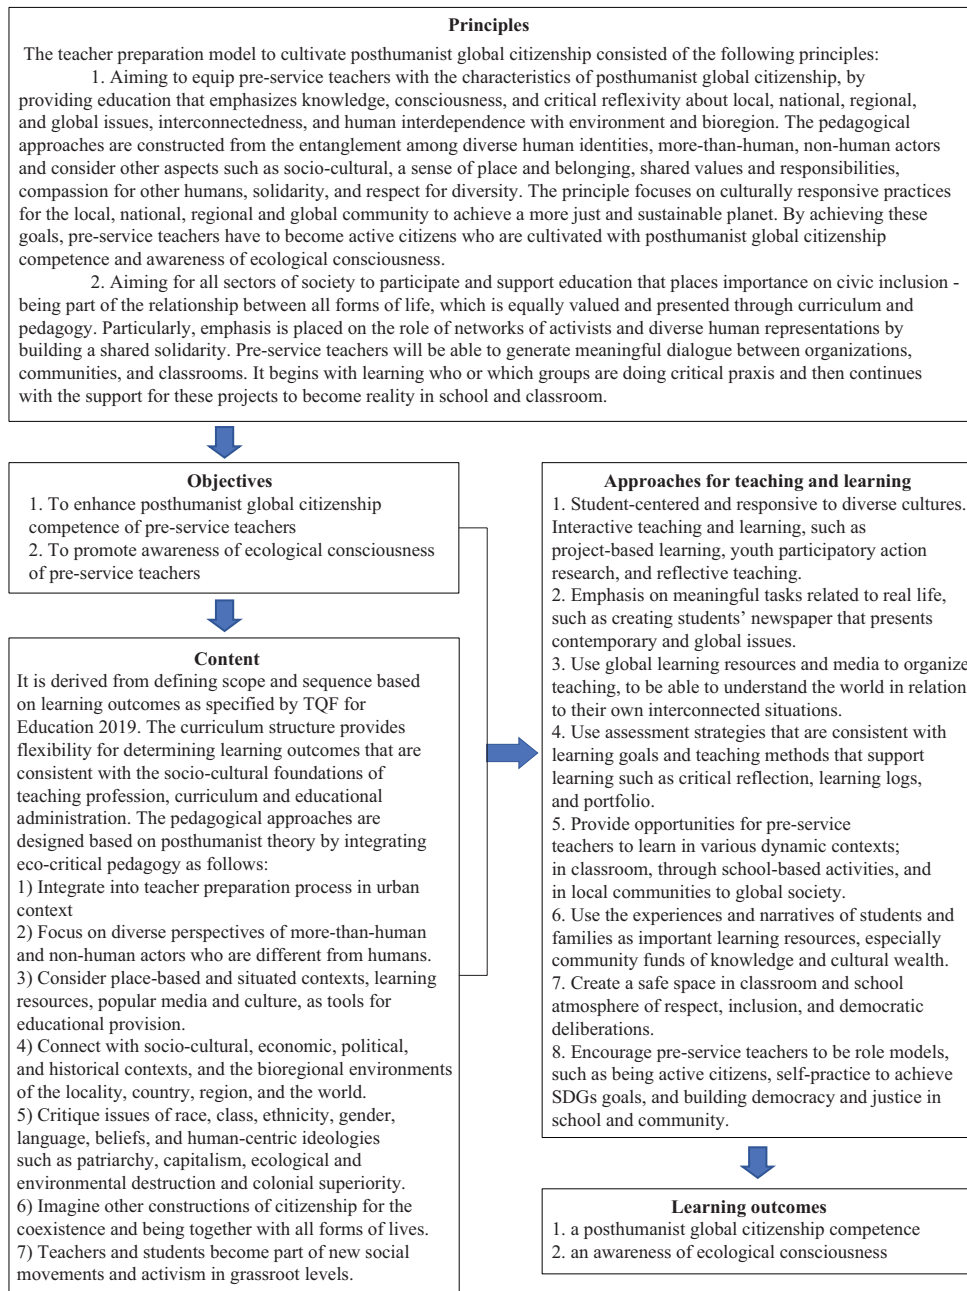 Principles
The teacher preparation model to cultivate posthumanist global citizenship consisted of the following principles:
1. Aiming to equip pre-service teachers with the characteristics of posthumanist global citizenship, by
providing education that emphasizes knowledge, consciousness, and critical reflexivity about local, national, regional,
and global issues, interconnectedness, and human interdependence with environment and bioregion. The pedagogical
approaches are constructed from the entanglement among diverse human identities, more-than-human, non-human actors
and consider other aspects such as socio-cultural, a sense of place and belonging, shared values and responsibilities,
compassion for other humans, solidarity, and respect for diversity. The principle focuses on culturally responsive practices
for the local, national, regional and global community to achieve a more just and sustainable planet. By achieving these
goals, pre-service teachers have to become active citizens who are cultivated with posthumanist global citizenship
competence and awareness of ecological consciousness.
2. Aiming for all sectors of society to participate and support education that places importance on civic inclusion -
being part of the relationship between all forms of life, which is equally valued and presented through curriculum and
pedagogy. Particularly, emphasis is placed on the role of networks of activists and diverse human representations by
building a shared solidarity. Pre-service teachers will be able to generate meaningful dialogue between organizations,
communities, and classrooms. It begins with learning who or which groups are doing critical praxis and then continues
with the support for these projects to become reality in school and classroom.
Objectives
1. To enhance posthumanist global citizenship
competence of pre-service teachers
2. To promote awareness of ecological consciousness
of pre-service teachers
Content
It is derived from defining scope and sequence based
on learning outcomes as specified by TQF for
Education 2019. The curriculum structure provides
flexibility for determining learning outcomes that are
consistent with the socio-cultural foundations of
teaching profession, curriculum and educational
administration. The pedagogical approaches are
designed based on posthumanist theory by integrating
eco-critical pedagogy as follows:
1) Integrate into teacher preparation process in urban
context
2) Focus on diverse perspectives of more-than-human
and non-human actors who are different from humans.
3) Consider place-based and situated contexts, learning
resources, popular media and culture, as tools for
educational provision.
4) Connect with socio-cultural, economic, political,
and historical contexts, and the bioregional environments
of the locality, country, region, and the world.
5) Critique issues of race, class, ethnicity, gender,
language, beliefs, and human-centric ideologies
such as patriarchy, capitalism, ecological and
environmental destruction and colonial superiority.
6) Imagine other constructions of citizenship for the
coexistence and being together with all forms of lives.
7) Teachers and students become part of new social
movements and activism in grassroot levels.
Approaches for teaching and learning
1. Student-centered and responsive to diverse cultures.
Interactive teaching and learning, such as
project-based learning, youth participatory action
research, and reflective teaching.
2. Emphasis on meaningful tasks related to real life,
such as creating students’ newspaper that presents
contemporary and global issues.
3. Use global learning resources and media to organize
teaching, to be able to understand the world in relation
to their own interconnected situations.
4. Use assessment strategies that are consistent with
learning goals and teaching methods that support
learning such as critical reflection, learning logs,
and portfolio.
5. Provide opportunities for pre-service
teachers to learn in various dynamic contexts;
in classroom, through school-based activities, and
in local communities to global society.
6. Use the experiences and narratives of students and
families as important learning resources, especially
community funds of knowledge and cultural wealth.
7. Create a safe space in classroom and school
atmosphere of respect, inclusion, and democratic
deliberations.
8. Encourage pre-service teachers to be role models,
such as being active citizens, self-practice to achieve
SDGs goals, and building democracy and justice in
school and community.
Learning outcomes
1. a posthumanist global citizenship competence
2. an awareness of ecological consciousness